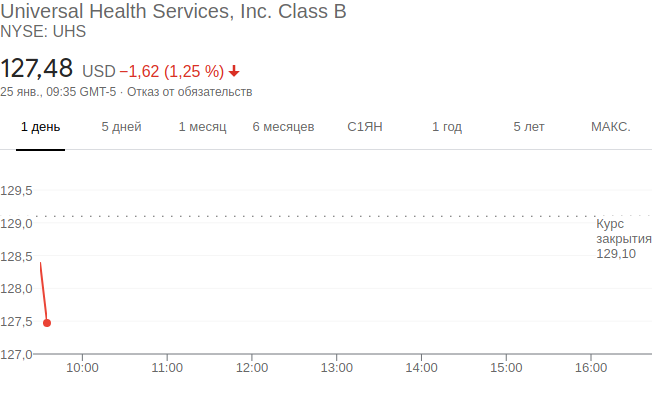 Universal Health Services, Inc. Class B
NYSE: UHS
127,48 USD −1,62 (1,25 %)
25 янв., 09:35 GMT-5 · Отказ от обязательств
1 день 5 дней 1 месяц 6 месяцев С1ЯН 1 год 5 лет МАКС.
129,5
129,0
Курс
закрытия
129,10
128,5
128,0
127,5
127,0
10:00 11:00 12:00 13:00 14:00 15:00 16:00